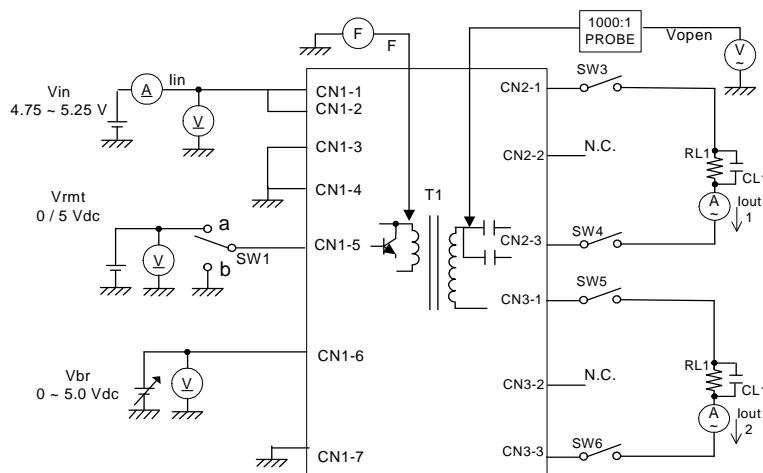 F
F
1000:1
PROBE
Vopen
V
~
Vin
4.75 ~ 5.25 V
A
Iin
V
CN1-1
CN1-2
CN1-3
CN1-4
CN2-1
SW3
CN2-2
N.C.
RL1
CL1
A
~
Iout
1
T1
Vrmt
0 / 5 Vdc
V
a
b
SW1
CN1-5
CN2-3
SW4
CN3-1
SW5
Vbr
0 ~ 5.0 Vdc
V
CN1-6
CN3-2
N.C.
RL1
CL1
A
~
Iout
2
CN1-7
CN3-3
SW6